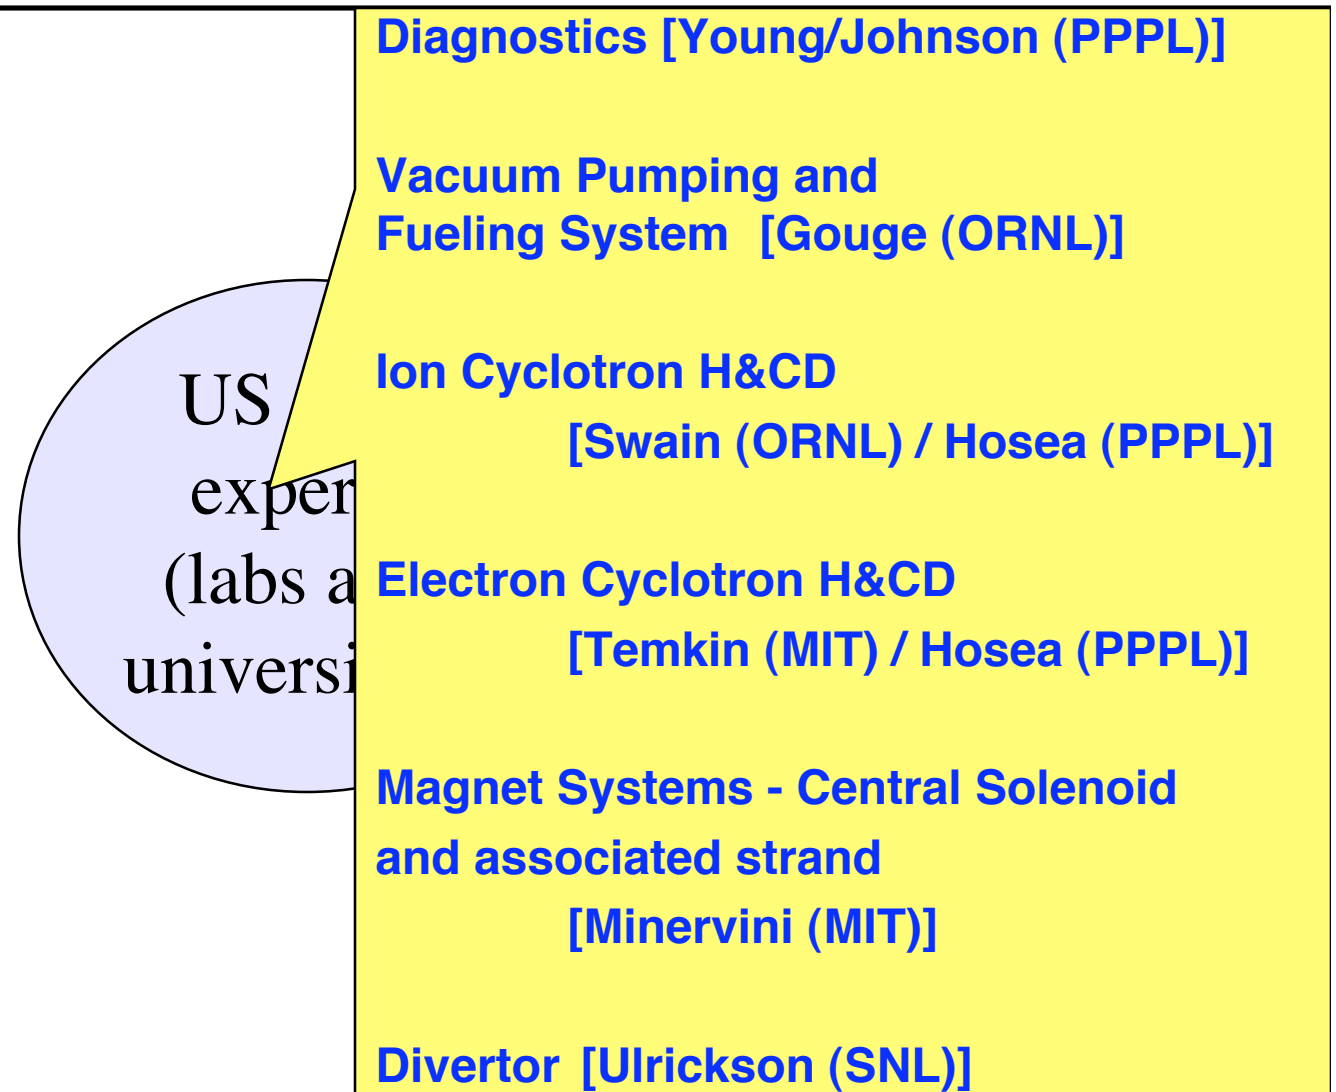 Diagnostics [Young/Johnson (PPPL)]
Vacuum Pumping and
Fueling System [Gouge (ORNL)]
Ion Cyclotron H&CD
[Swain (ORNL) / Hosea (PPPL)]
Electron Cyclotron H&CD
[Temkin (MIT) / Hosea (PPPL)]
Magnet Systems - Central Solenoid
and associated strand
[Minervini (MIT)]
Divertor [Ulrickson (SNL)]
US
(labs